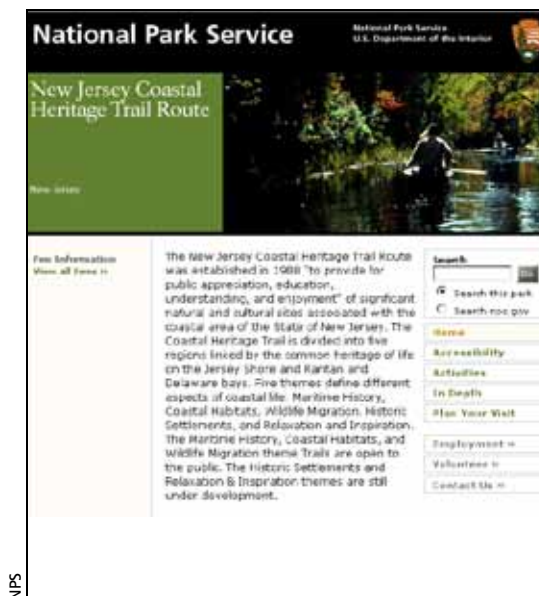 National Park Service
National Park Service
U.S. Department of the Interior
New Jersey Coastal
Heritage Trail Route
New Jersey
Fee Information
View all Fees »
The New Jersey Coastal Heritage Trail Route
was established in 1988 "to provide for
public appreciation, education,
understanding, and enjoyment" of significant
natural and cultural sites associated with the
coastal area of the State of New Jersey. The
Coastal Heritage Trail is divided into five
regions linked by the common heritage of life
on the Jersey Shore and Raritan and
Delaware bays. Five themes define different
aspects of coastal life: Maritime History,
Coastal Habitats, Wildlife Migration, Historic
Settlements, and Relaxation and Inspiration.
The Maritime History, Coastal Habitats, and
Wildlife Migration theme Trails are open to
the public. The Historic Settlements and
Relaxation & Inspiration themes are still
under development.
Search
Go
Search this park
Search nps.gov
Home
Accessibility
Activities
In Depth
Plan Your Visit
Employment »
Volunteer »
Contact Us »
NPS